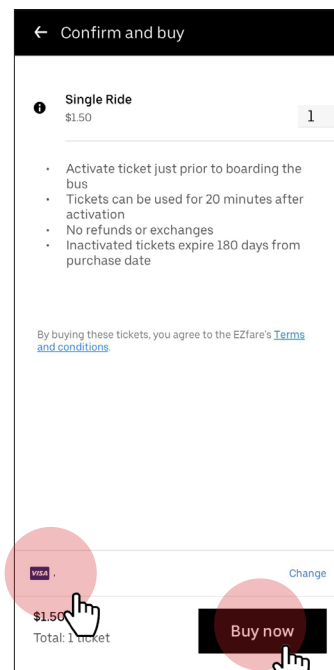 Confirm and buy
Single Ride
$1.50
1
• Activate ticket just prior to boarding the
bus
• Tickets can be used for 20 minutes after
activation
• No refunds or exchanges
• Inactivated tickets expire 180 days from
purchase date
By buying these tickets, you agree to the EZfare's Terms
and conditions.
VISA .
Change
$1.50
Total: 1 ticket
Buy now